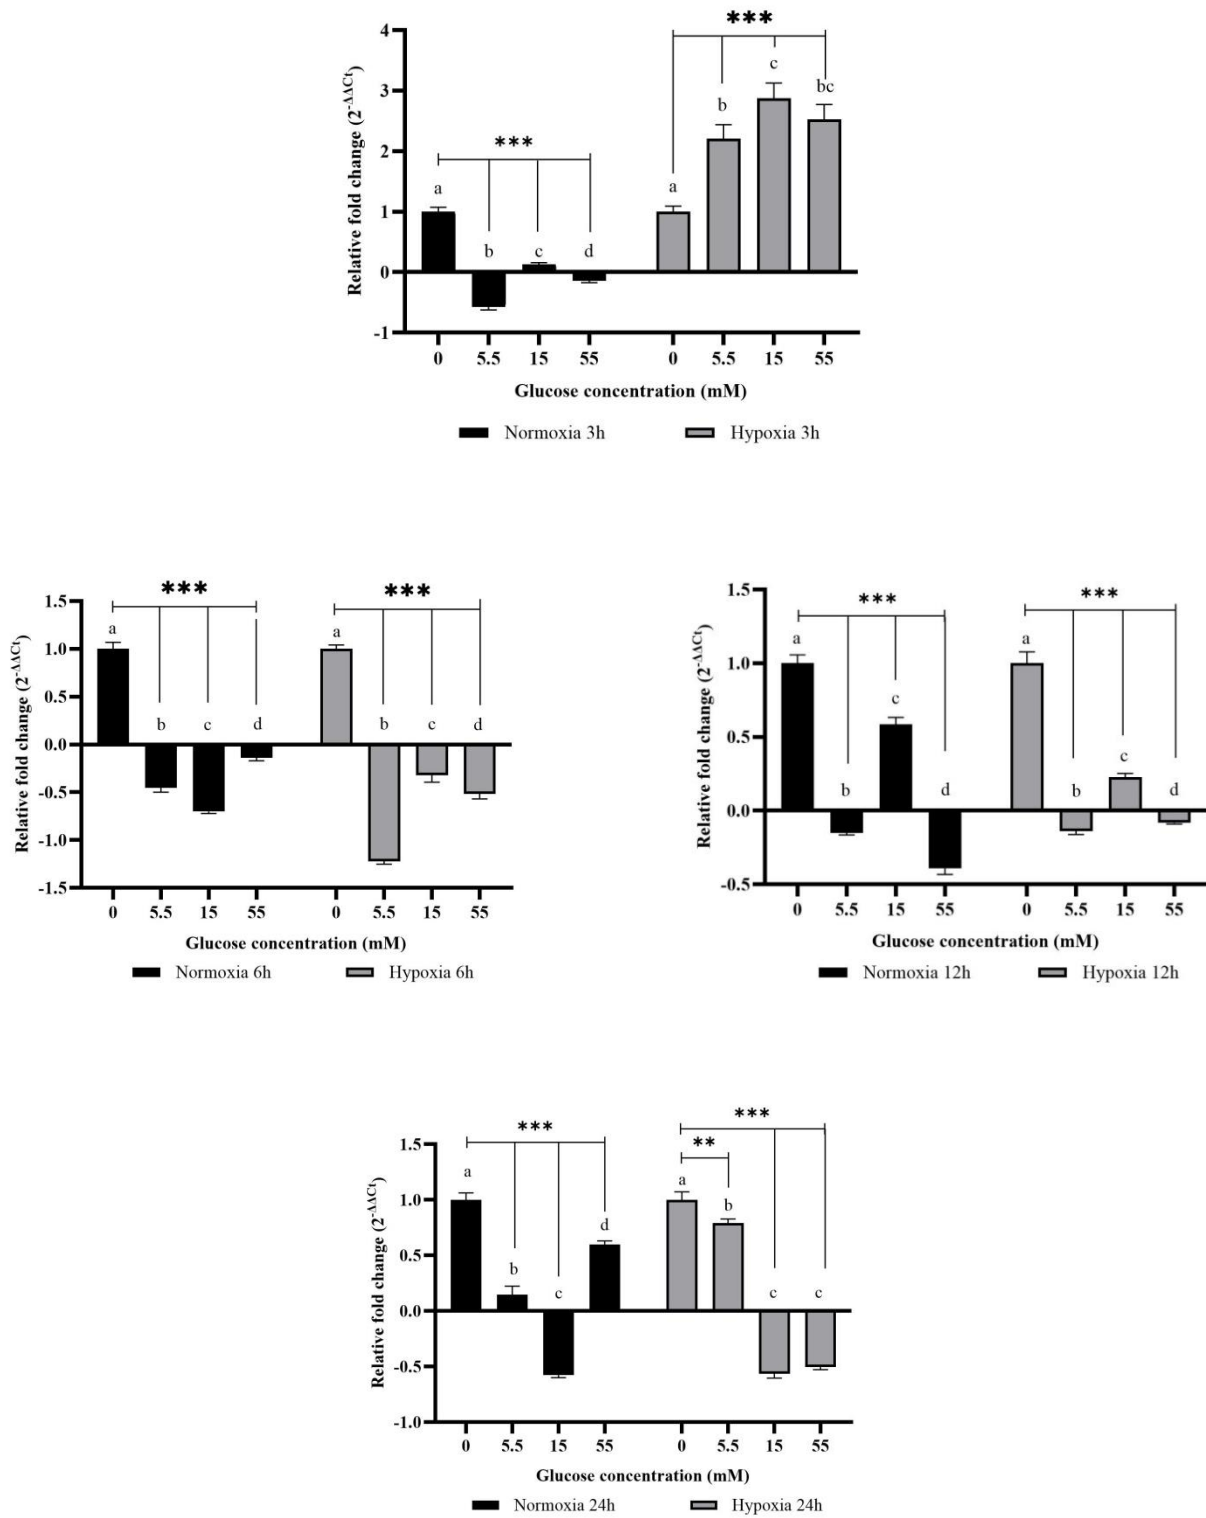 ***
4
c
bc
3
b
Relative fold change (2^-ΔΔCt)
***
2
a
a
1
b c d
0
-1
0 5.5 15 55 0 5.5 15 55
Glucose concentration (mM)
Normoxia 3h Hypoxia 3h
*** ***
1.5
a a
1.0
Relative fold change (2^-ΔΔCt)
0.5
b c d b c d
0.0
-0.5
-1.0
-1.5
0 5.5 15 55 0 5.5 15 55
Glucose concentration (mM)
Normoxia 6h Hypoxia 6h
1.5
*** ***
a a
1.0
Relative fold change (2^-ΔΔCt)
c
0.5
c
b d b d
0.0
-0.5
0 5.5 15 55 0 5.5 15 55
Glucose concentration (mM)
Normoxia 12h Hypoxia 12h
*** ***
1.5
**
a a
1.0
b
d
Relative fold change (2^-ΔΔCt)
0.5
b c c c
0.0
-0.5
-1.0
0 5.5 15 55 0 5.5 15 55
Glucose concentration (mM)
Normoxia 24h Hypoxia 24h